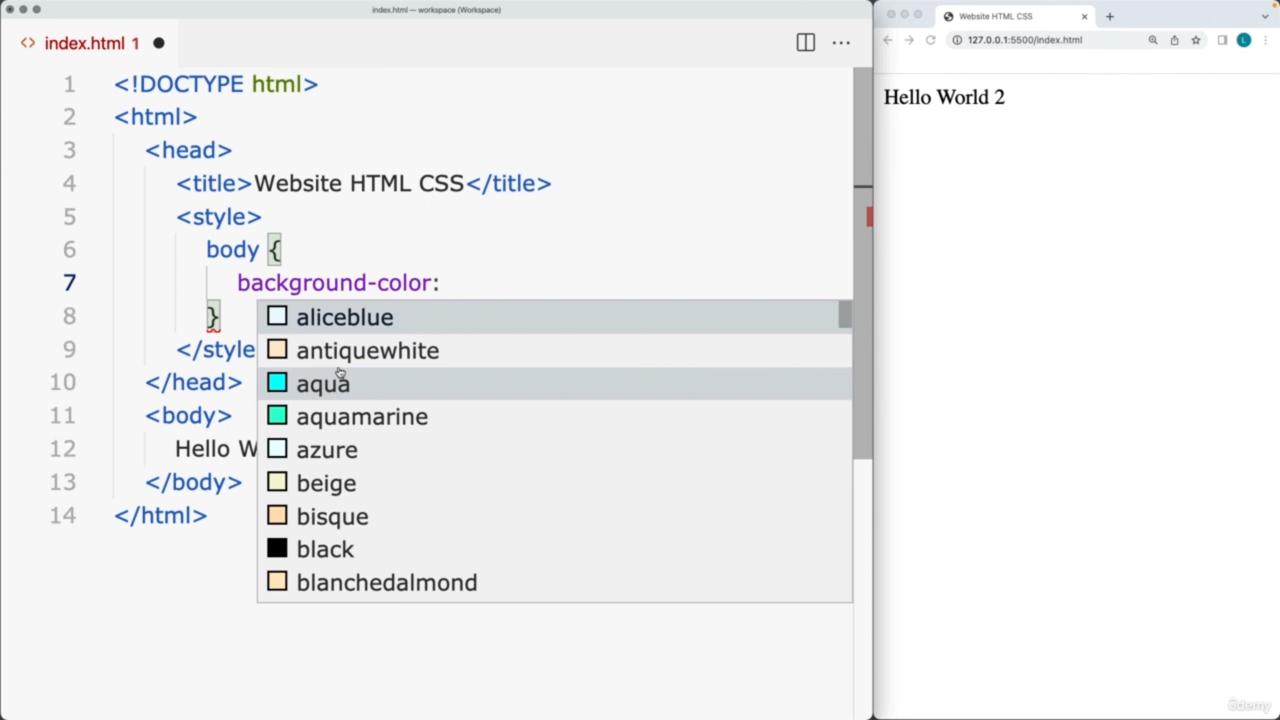 index.html — workspace (Workspace)
index.html 1
1 <!DOCTYPE html>
2 <html>
3 <head>
4 <title>Website HTML CSS</title>
5 <style>
6 body {
7 background-color:
8 }
9 </style
10 </head>
11 <body>
12 Hello W
13 </body>
14 </html>
aliceblue
antiquewhite
aqua
aquamarine
azure
beige
bisque
black
blanchedalmond
Website HTML CSS
127.0.0.1:5500/index.html
L
Hello World 2
ûdemy